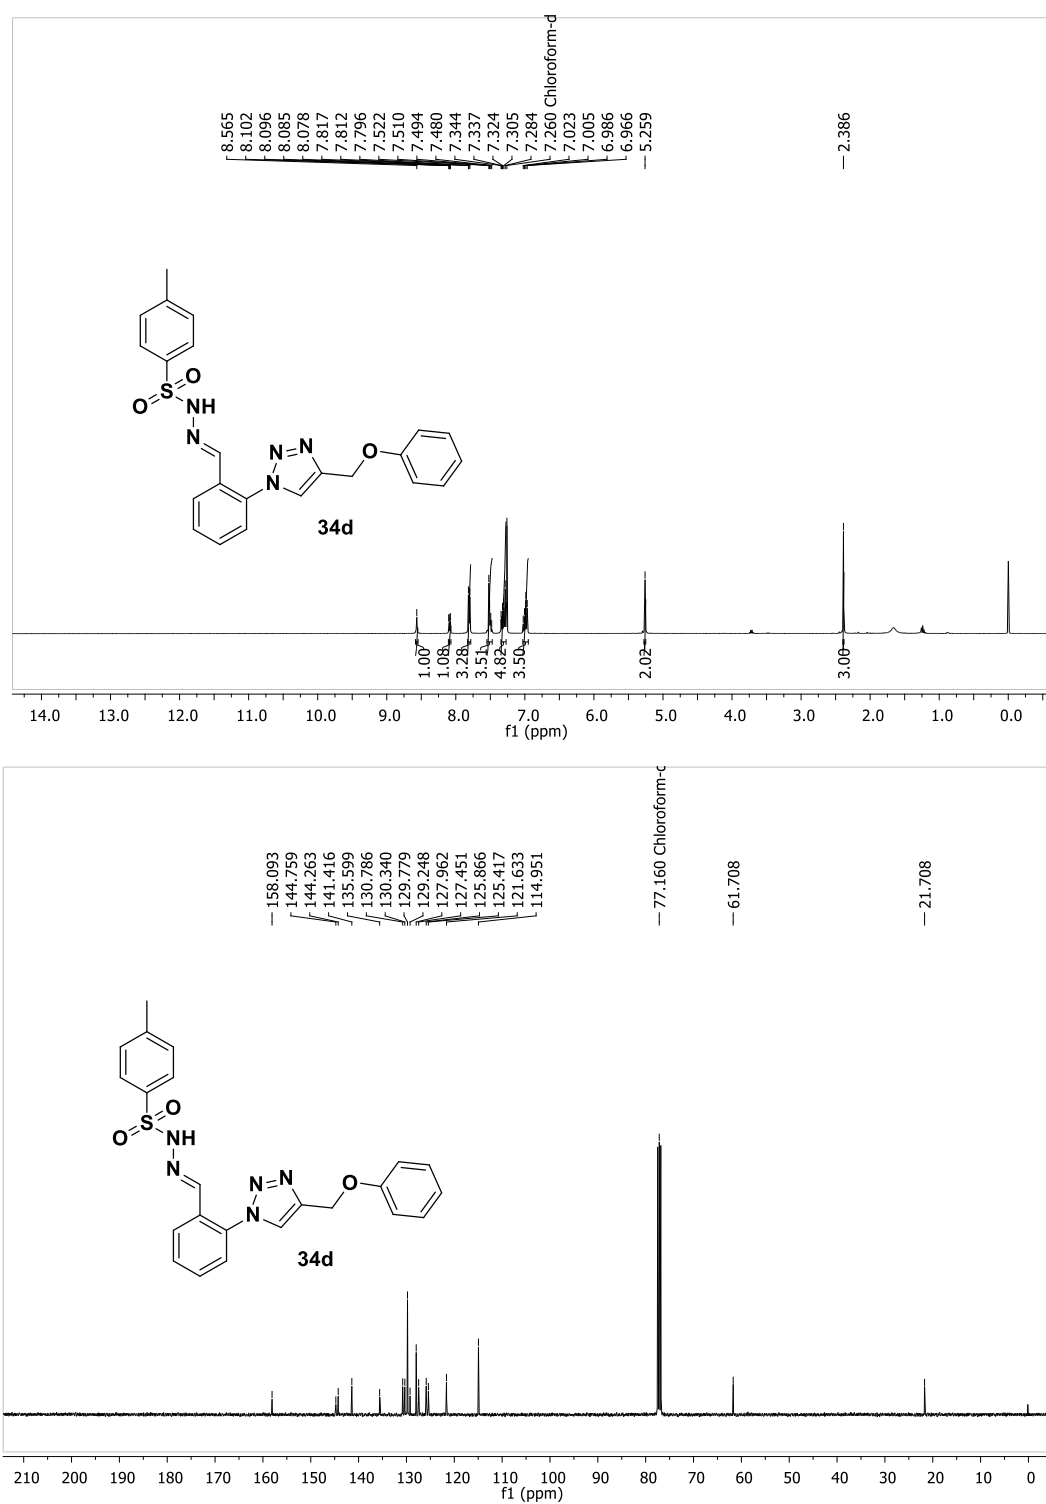 8.565
8.102
8.096
8.085
8.078
7.817
7.812
7.796
7.522
7.510
7.494
7.480
7.344
7.337
7.324
7.305
7.284
7.260 Chloroform-d
7.023
7.005
6.986
6.966
5.259
2.386
S
O
O
NH
N
N
N
N
O
34d
1.00
1.08
3.28
3.51
4.82
3.50
2.02
3.00
14.0 13.0 12.0 11.0 10.0 9.0 8.0 7.0 6.0 5.0 4.0 3.0 2.0 1.0 0.0
f1 (ppm)
158.093
144.759
144.263
141.416
135.599
130.786
130.340
129.779
129.248
127.962
127.451
125.866
125.417
121.633
114.951
77.160 Chloroform-d
61.708
21.708
S
O
O
NH
N
N
N
N
O
34d
210 200 190 180 170 160 150 140 130 120 110 100 90 80 70 60 50 40 30 20 10 0
f1 (ppm)